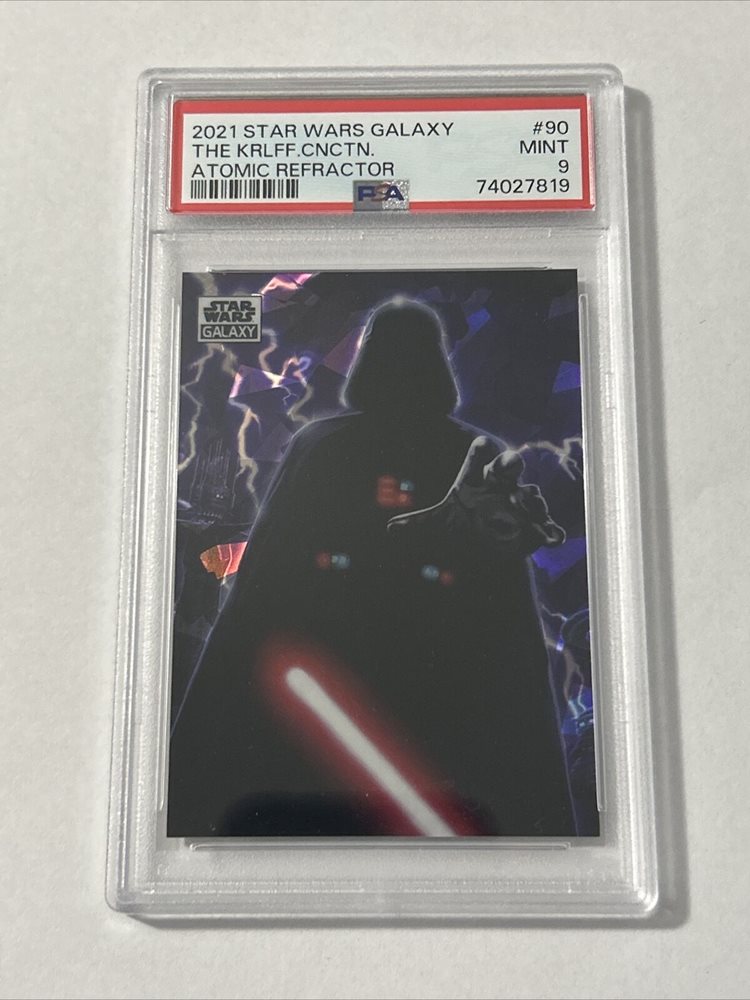 2021 STAR WARS GALAXY #90
THE KRLFF.CNCTN. MINT
ATOMIC REFRACTOR 9
PSA 74027819
STAR
WARS
GALAXY